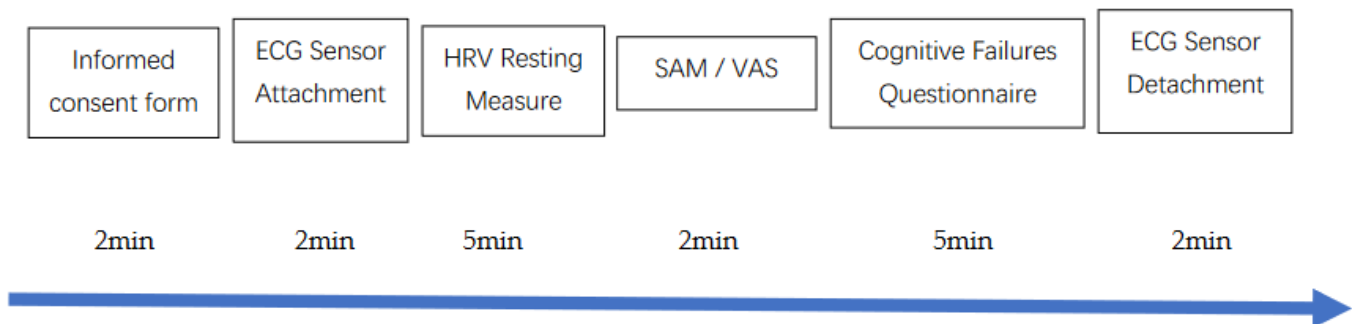 Informed
consent form
ECG Sensor
Attachment
HRV Resting
Measure
SAM / VAS
Cognitive Failures
Questionnaire
ECG Sensor
Detachment
2min
2min
5min
2min
5min
2min